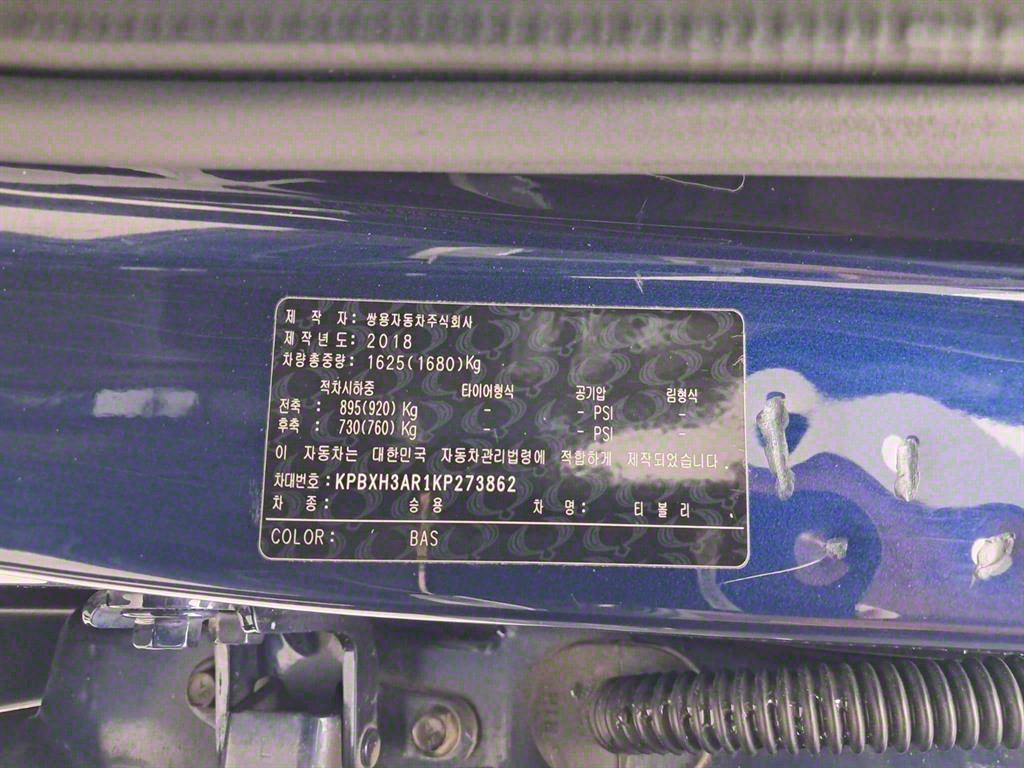 제 작 자: 쌍용자동차주식회사
제작년도: 2018
차량총중량: 1625(1680)Kg
적차시하중 타이어형식 공기압 림형식
전축 : 895(920) Kg - - PSI -
후축 : 730(760) Kg - - PSI -
이 자동차는 대한민국 자동차관리법령에 적합하게 제작되었습니다.
차대번호: KPBXH3AR1KP273862
차 종: 승 용 차 명: 티 볼 리
COLOR: BAS